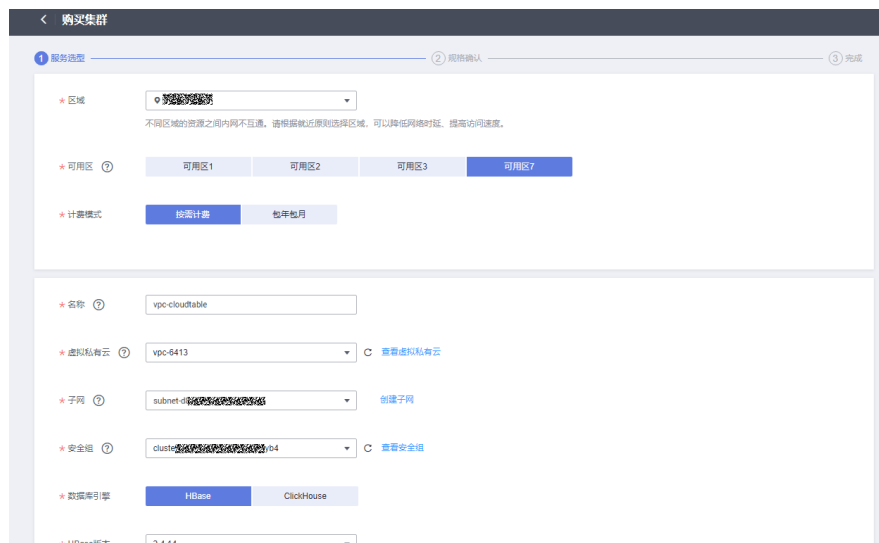 购买集群
1 服务选型 2 规格确认 3 完成
* 区域
不同区域的资源之间内网不互通。请根据就近原则选择区域，可以降低网络时延、提高访问速度。
* 可用区 ? 可用区1 可用区2 可用区3 可用区7
* 计费模式 按需计费 包年包月
* 名称 ? vpc-cloudtable
* 虚拟私有云 ? vpc-6413 查看虚拟私有云
* 子网 ? 创建子网
* 安全组 ? 查看安全组
* 数据库引擎 HBase ClickHouse